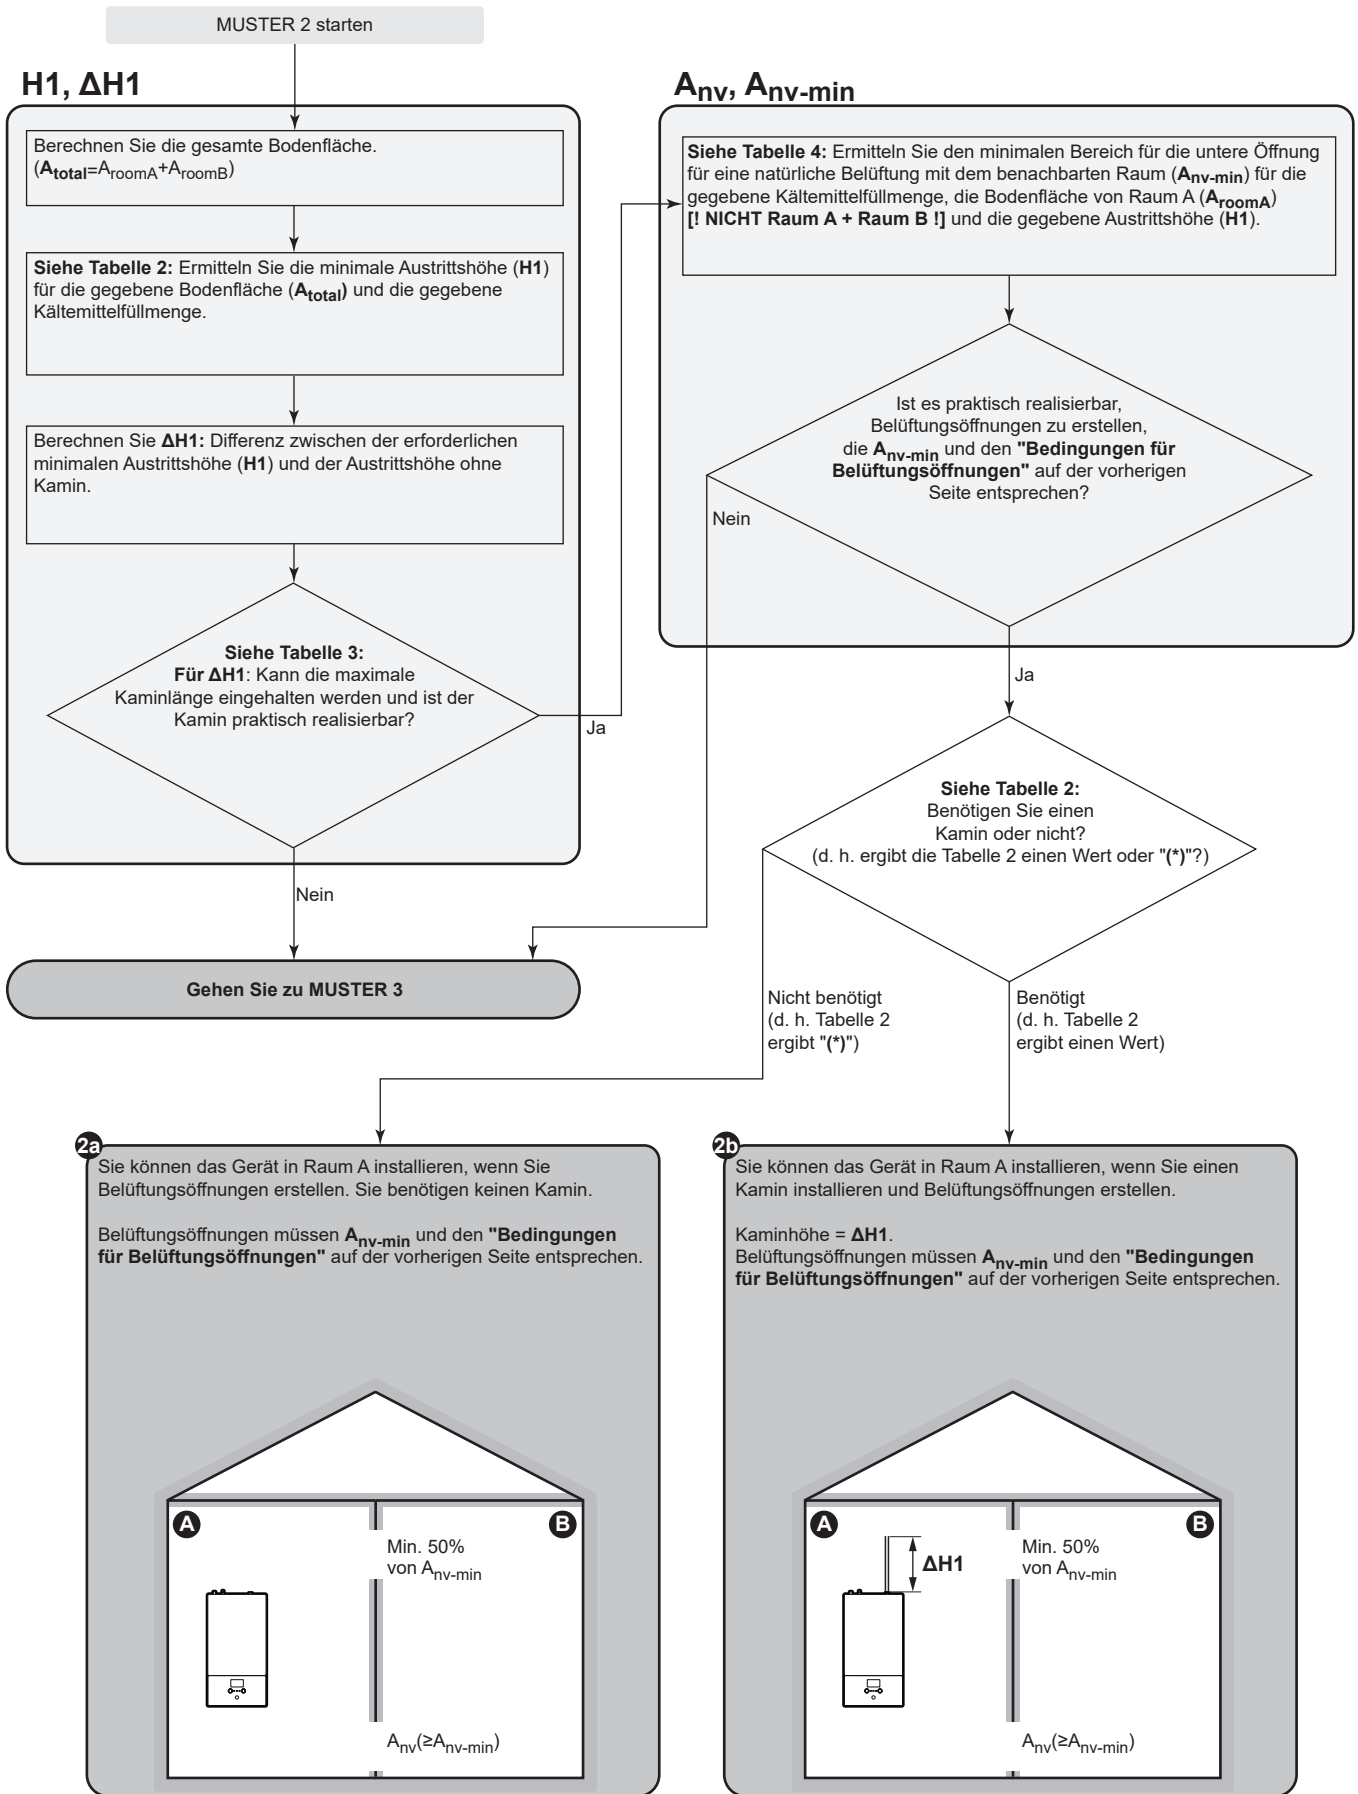 MUSTER 2 starten
H1, ΔH1
Berechnen Sie die gesamte Bodenfläche.
(Atotal=AroomA+AroomB)
Siehe Tabelle 2: Ermitteln Sie die minimale Austrittshöhe (H1)
für die gegebene Bodenfläche (Atotal) und die gegebene
Kältemittelfüllmenge.
Berechnen Sie ΔH1: Differenz zwischen der erforderlichen
minimalen Austrittshöhe (H1) und der Austrittshöhe ohne
Kamin.
Siehe Tabelle 3:
Für ΔH1: Kann die maximale
Kaminlänge eingehalten werden und ist der
Kamin praktisch realisierbar?
Ja
Nein
Gehen Sie zu MUSTER 3
Anv, Anv-min
Siehe Tabelle 4: Ermitteln Sie den minimalen Bereich für die untere Öffnung
für eine natürliche Belüftung mit dem benachbarten Raum (Anv-min) für die
gegebene Kältemittelfüllmenge, die Bodenfläche von Raum A (AroomA)
[! NICHT Raum A + Raum B !] und die gegebene Austrittshöhe (H1).
Ist es praktisch realisierbar,
Belüftungsöffnungen zu erstellen,
die Anv-min und den "Bedingungen für
Belüftungsöffnungen" auf der vorherigen
Seite entsprechen?
Nein
Ja
Siehe Tabelle 2:
Benötigen Sie einen
Kamin oder nicht?
(d. h. ergibt die Tabelle 2 einen Wert oder "(*)"?)
Nicht benötigt
(d. h. Tabelle 2
ergibt "(*)")
Benötigt
(d. h. Tabelle 2
ergibt einen Wert)
2a
Sie können das Gerät in Raum A installieren, wenn Sie
Belüftungsöffnungen erstellen. Sie benötigen keinen Kamin.
Belüftungsöffnungen müssen Anv-min und den "Bedingungen
für Belüftungsöffnungen" auf der vorherigen Seite entsprechen.
A
B
Min. 50%
von Anv-min
Anv(≥Anv-min)
2b
Sie können das Gerät in Raum A installieren, wenn Sie einen
Kamin installieren und Belüftungsöffnungen erstellen.
Kaminhöhe = ΔH1.
Belüftungsöffnungen müssen Anv-min und den "Bedingungen
für Belüftungsöffnungen" auf der vorherigen Seite entsprechen.
A
B
ΔH1
Min. 50%
von Anv-min
Anv(≥Anv-min)